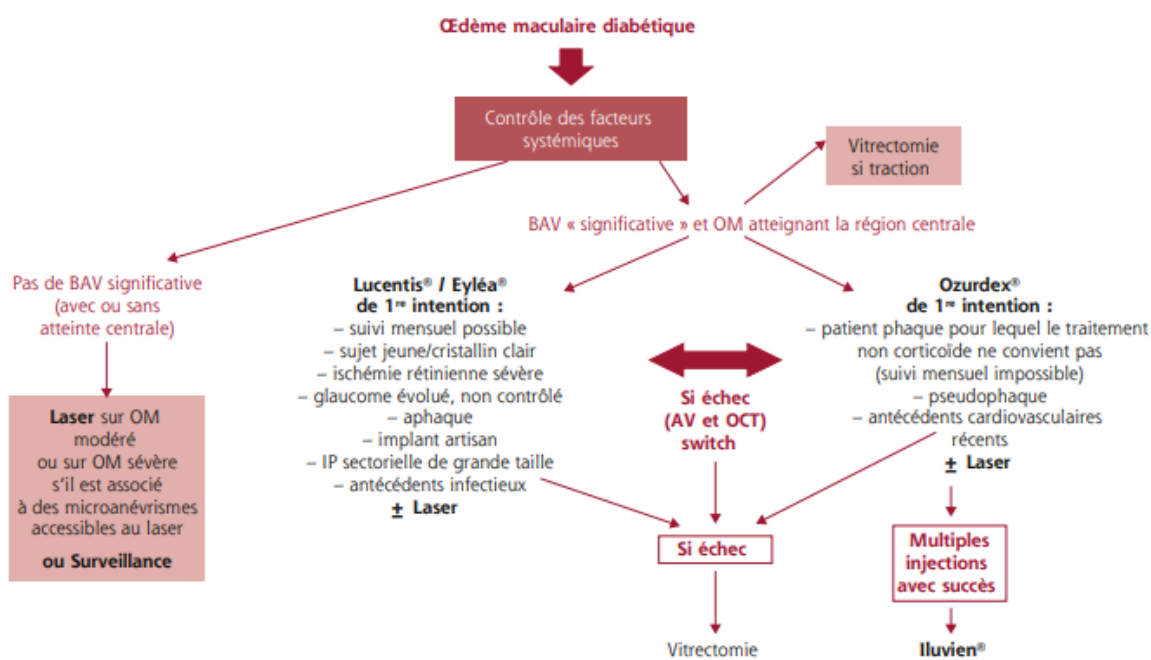 Œdème maculaire diabétique
Contrôle des facteurs
systémiques
Vitrectomie
si traction
BAV « significative » et OM atteignant la région centrale
Pas de BAV significative
(avec ou sans
atteinte centrale)
Laser sur OM
modéré
ou sur OM sévère
s'il est associé
à des microanévrismes
accessibles au laser
ou Surveillance
Lucentis® / Eyléa®
de 1re intention :
– suivi mensuel possible
– sujet jeune/cristallin clair
– ischémie rétinienne sévère
– glaucome évolué, non contrôlé
– aphaque
– implant artisan
– IP sectorielle de grande taille
– antécédents infectieux
± Laser
Si échec
(AV et OCT)
switch
Ozurdex®
de 1re intention :
– patient phaque pour lequel le traitement
non corticoïde ne convient pas
(suivi mensuel impossible)
– pseudophaque
– antécédents cardiovasculaires
récents
± Laser
Si échec
Vitrectomie
Multiples
injections
avec succès
Iluvien®